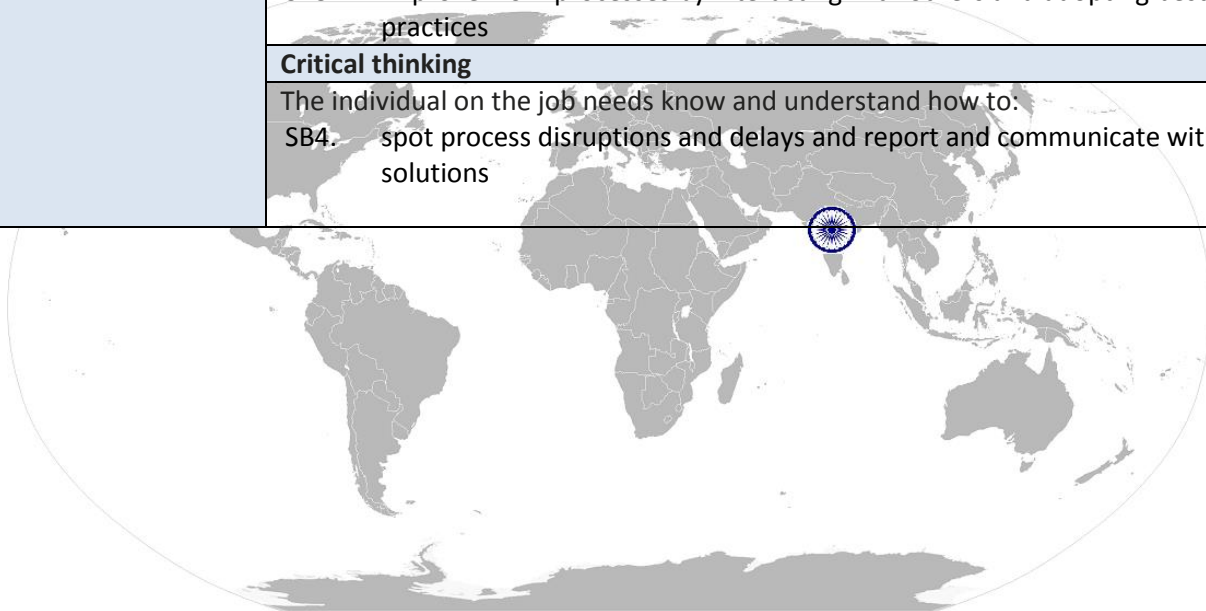 practices
Critical thinking
The individual on the job needs know and understand how to:
SB4. spot process disruptions and delays and report and communicate
solutions